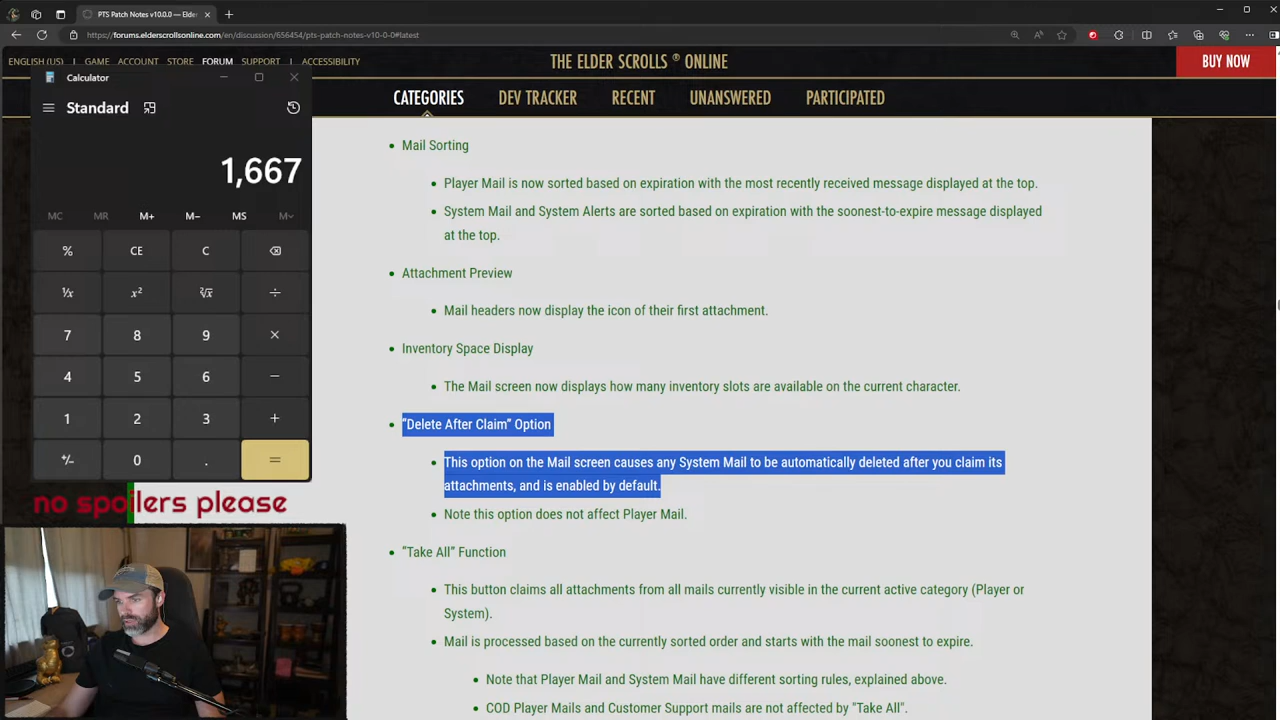 PTS Patch Notes v10.0.0 — Elder
https://forums.elderscrollsonline.com/en/discussion/656454/pts-patch-notes-v10-0-0#latest
ENGLISH (US) GAME ACCOUNT STORE FORUM SUPPORT ACCESSIBILITY
THE ELDER SCROLLS ® ONLINE
BUY NOW
CATEGORIES DEV TRACKER RECENT UNANSWERED PARTICIPATED
Calculator
Standard
1,667
MC MR M+ M− MS M˅
% CE C
¹/x x² ²√x ÷
7 8 9 ×
4 5 6 −
1 2 3 +
+/− 0 . =
no spoilers please
• Mail Sorting
• Player Mail is now sorted based on expiration with the most recently received message displayed at the top.
• System Mail and System Alerts are sorted based on expiration with the soonest-to-expire message displayed
at the top.
• Attachment Preview
• Mail headers now display the icon of their first attachment.
• Inventory Space Display
• The Mail screen now displays how many inventory slots are available on the current character.
• “Delete After Claim” Option
• This option on the Mail screen causes any System Mail to be automatically deleted after you claim its
attachments, and is enabled by default.
• Note this option does not affect Player Mail.
• “Take All” Function
• This button claims all attachments from all mails currently visible in the current active category (Player or
System).
• Mail is processed based on the currently sorted order and starts with the mail soonest to expire.
• Note that Player Mail and System Mail have different sorting rules, explained above.
• COD Player Mails and Customer Support mails are not affected by "Take All".